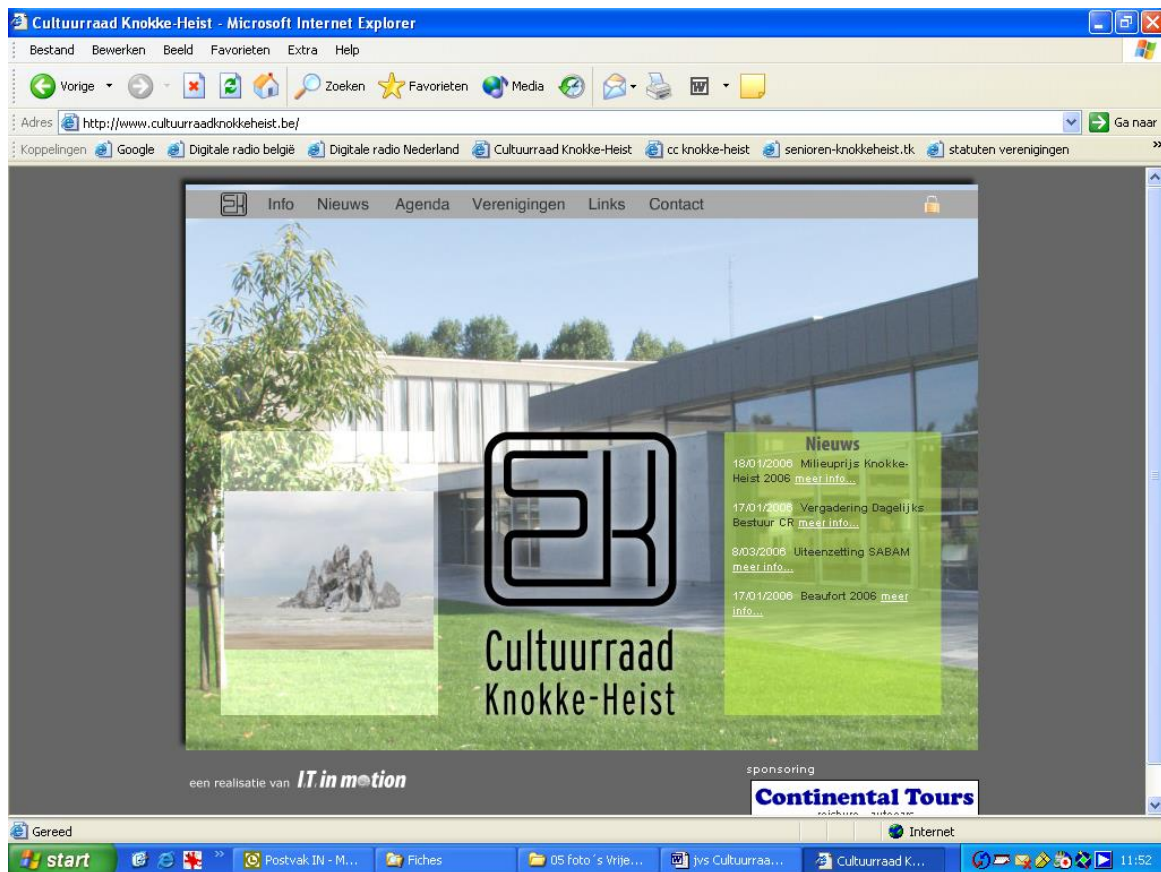 Cultuurraad Knokke-Heist - Microsoft Internet Explorer
Bestand Bewerken Beeld Favorieten Extra Help
Vorige Zoeken Favorieten Media
Adres http://www.cultuurraadknokkeheist.be/ Ga naar
Koppelingen Google Digitale radio belgië Digitale radio Nederland Cultuurraad Knokke-Heist cc knokke-heist senioren-knokkeheist.tk statuten verenigingen »
Info Nieuws Agenda Verenigingen Links Contact
Nieuws
18/01/2006 Milieuprijs Knokke-
Heist 2006 meer info...
17/01/2006 Vergadering Dagelijks
Bestuur CR meer info...
8/03/2006 Uiteenzetting SABAM
meer info...
17/01/2006 Beaufort 2006 meer
info...
Cultuurraad
Knokke-Heist
een realisatie van I.T. in motion
sponsoring
Continental Tours
Gereed Internet
start » Postvak IN - M... Fiches 05 foto´s Vrije... jvs Cultuurraa... Cultuurraad K... 11:52